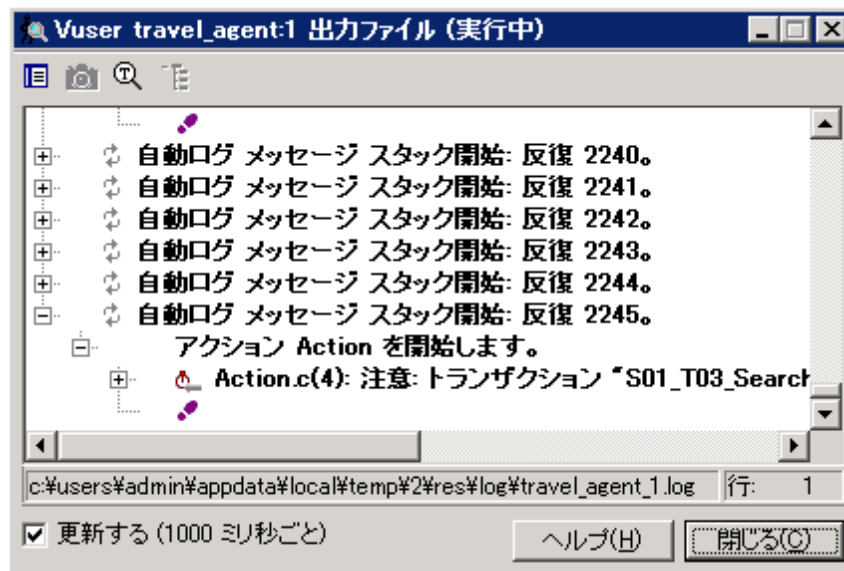 Vuser travel_agent:1 出力ファイル (実行中)
自動ログ メッセージ スタック開始: 反復 2240。
自動ログ メッセージ スタック開始: 反復 2241。
自動ログ メッセージ スタック開始: 反復 2242。
自動ログ メッセージ スタック開始: 反復 2243。
自動ログ メッセージ スタック開始: 反復 2244。
自動ログ メッセージ スタック開始: 反復 2245。
アクション Action を開始します。
Action.c(4): 注意: トランザクション "S01_T03_Search
c:¥users¥admin¥appdata¥local¥temp¥2¥res¥log¥travel_agent_1.log 行: 1
更新する (1000 ミリ秒ごと) ヘルプ(H) 閉じる(C)